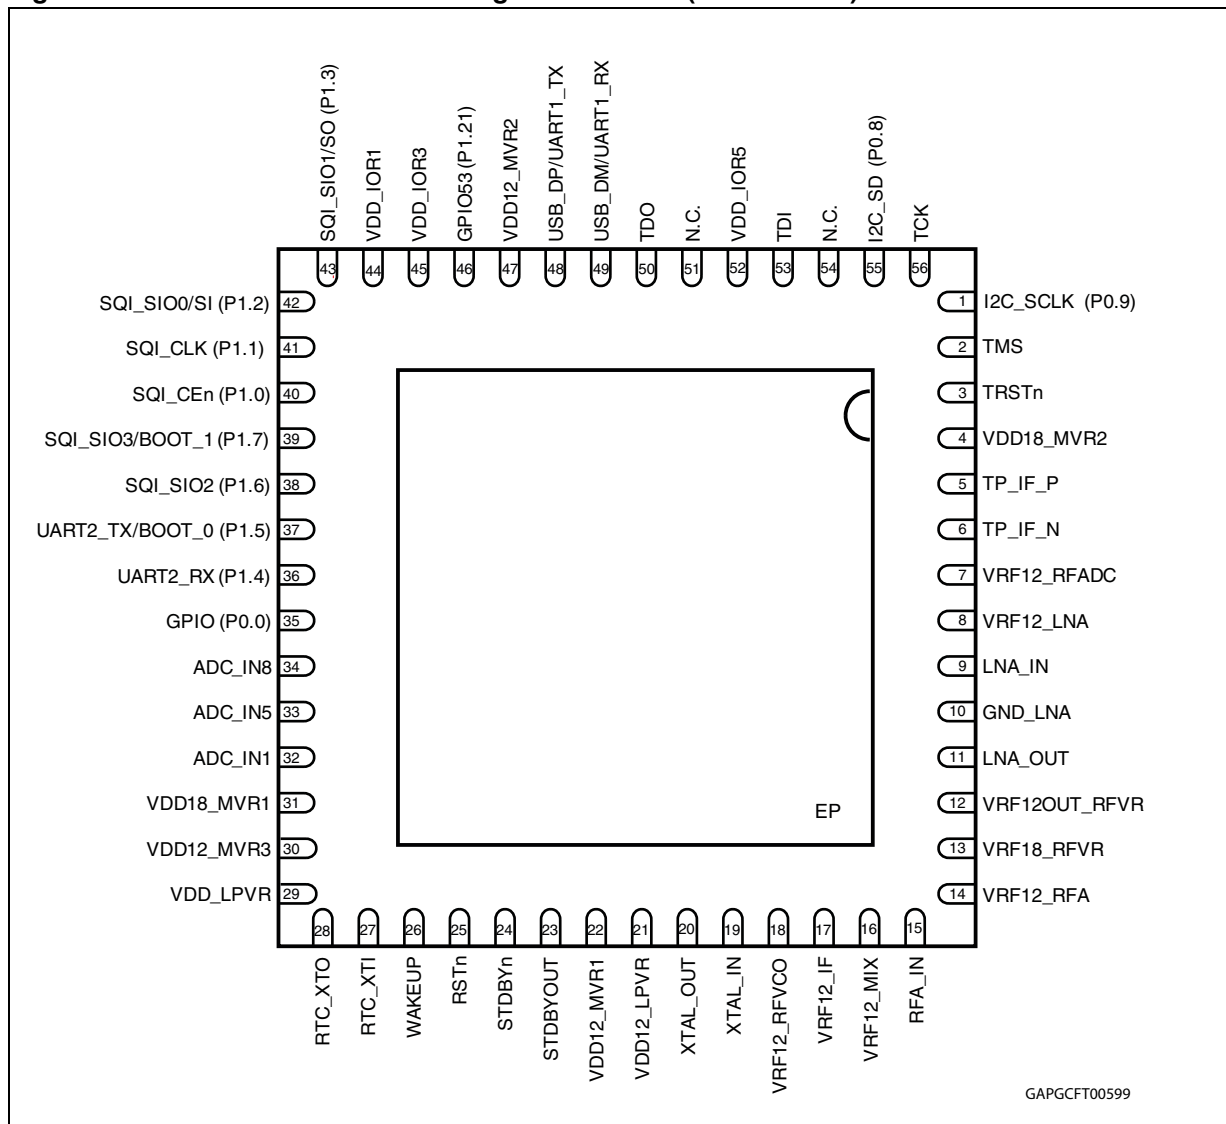 SQI_SIO1/SO (P1.3)
VDD_IOR1
VDD_IOR3
GPIO53 (P1.21)
VDD12_MVR2
USB_DP/UART1_TX
USB_DM/UART1_RX
TDO
N.C.
VDD_IOR5
TDI
N.C.
I2C_SD (P0.8)
TCK
43 44 45 46 47 48 49 50 51 52 53 54 55 56
SQI_SIO0/SI (P1.2) 42
SQI_CLK (P1.1) 41
SQI_CEn (P1.0) 40
SQI_SIO3/BOOT_1 (P1.7) 39
SQI_SIO2 (P1.6) 38
UART2_TX/BOOT_0 (P1.5) 37
UART2_RX (P1.4) 36
GPIO (P0.0) 35
ADC_IN8 34
ADC_IN5 33
ADC_IN1 32
VDD18_MVR1 31
VDD12_MVR3 30
VDD_LPVR 29
1 I2C_SCLK (P0.9)
2 TMS
3 TRSTn
4 VDD18_MVR2
5 TP_IF_P
6 TP_IF_N
7 VRF12_RFADC
8 VRF12_LNA
9 LNA_IN
10 GND_LNA
11 LNA_OUT
12 VRF12OUT_RFVR
13 VRF18_RFVR
14 VRF12_RFA
EP
28 27 26 25 24 23 22 21 20 19 18 17 16 15
RTC_XTO
RTC_XTI
WAKEUP
RSTn
STDBYn
STDBYOUT
VDD12_MVR1
VDD12_LPVR
XTAL_OUT
XTAL_IN
VRF12_RFVCO
VRF12_IF
VRF12_MIX
RFA_IN
GAPGCFT00599